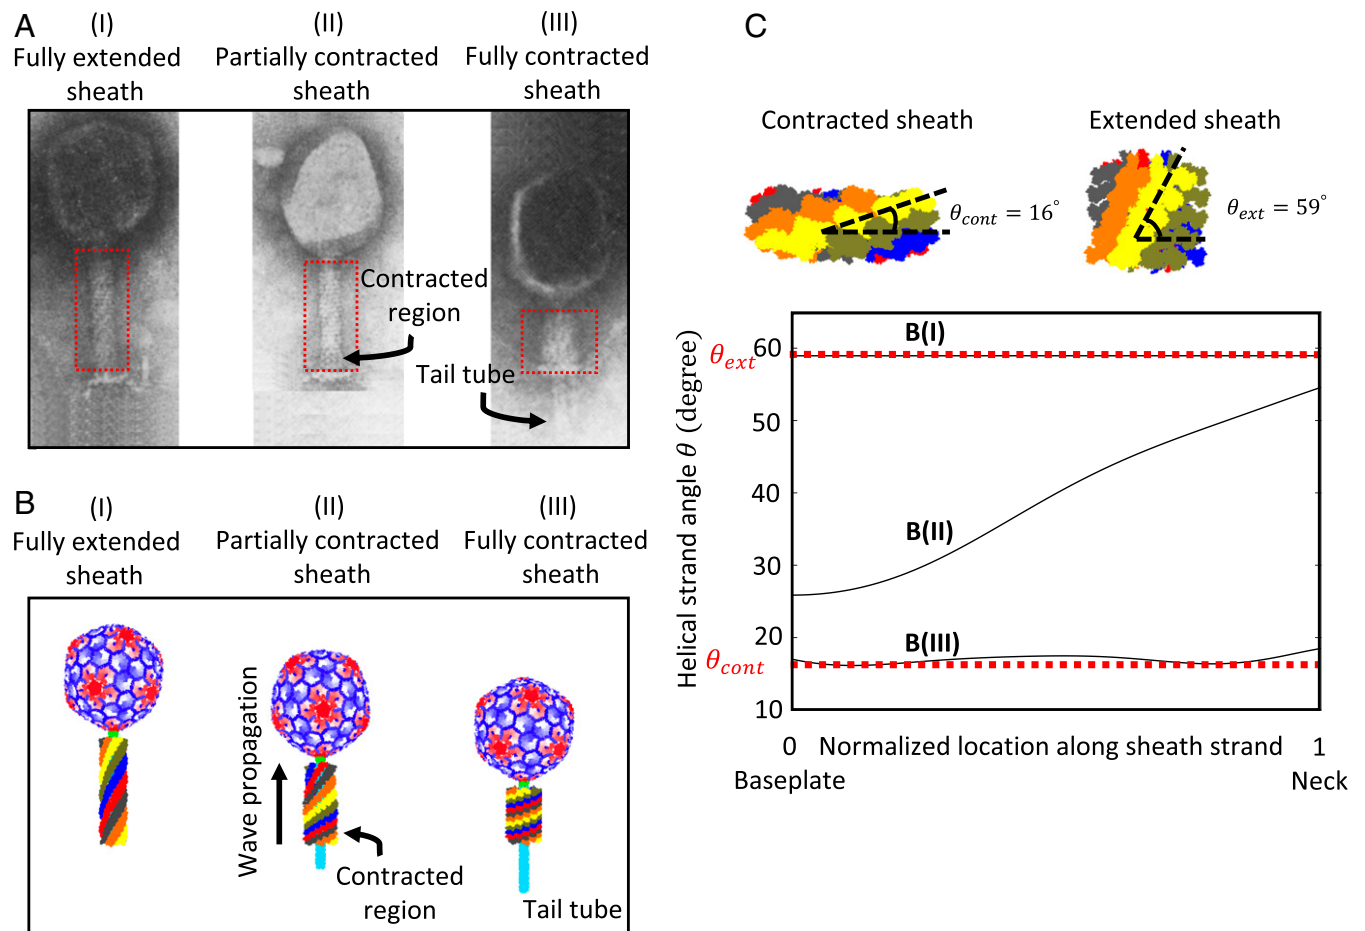 A
(I)
Fully extended
sheath
(II)
Partially contracted
sheath
(III)
Fully contracted
sheath
Contracted
region
Tail tube
B
(I)
Fully extended
sheath
(II)
Partially contracted
sheath
(III)
Fully contracted
sheath
Wave propagation
Contracted
region
Tail tube
C
Contracted sheath
Extended sheath
θcont = 16°
θext = 59°
Helical strand angle θ (degree)
60
50
40
30
20
10
θext
θcont
B(I)
B(II)
B(III)
0 Normalized location along sheath strand 1
Baseplate Neck